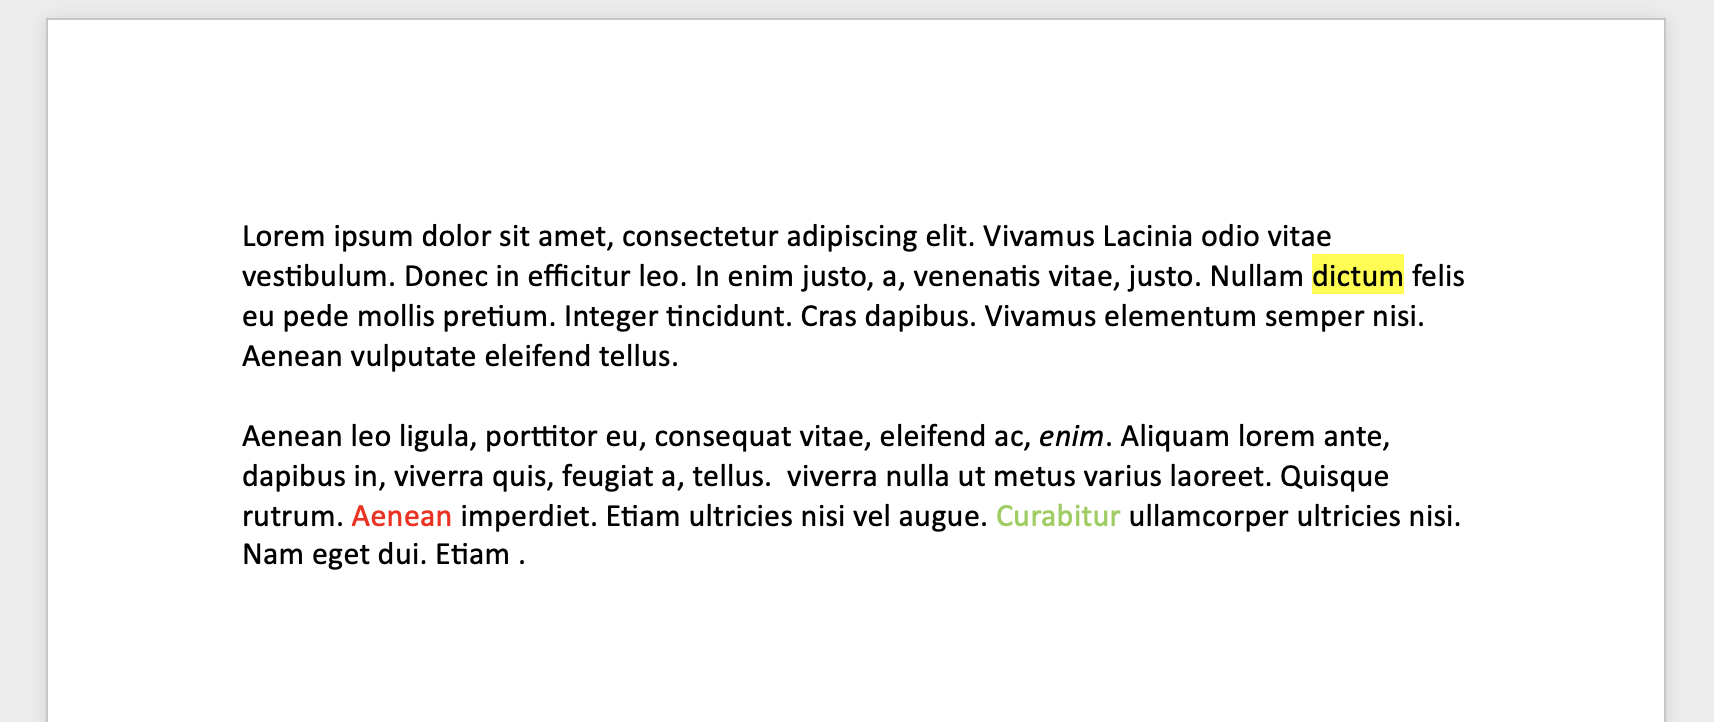 Lorem ipsum dolor sit amet, consectetur adipiscing elit. Vivamus Lacinia odio vitae
vestibulum. Donec in efficitur leo. In enim justo, a, venenatis vitae, justo. Nullam dictum felis
eu pede mollis pretium. Integer tincidunt. Cras dapibus. Vivamus elementum semper nisi.
Aenean vulputate eleifend tellus.

Aenean leo ligula, porttitor eu, consequat vitae, eleifend ac, enim. Aliquam lorem ante,
dapibus in, viverra quis, feugiat a, tellus.  viverra nulla ut metus varius laoreet. Quisque
rutrum. Aenean imperdiet. Etiam ultricies nisi vel augue. Curabitur ullamcorper ultricies nisi.
Nam eget dui. Etiam .